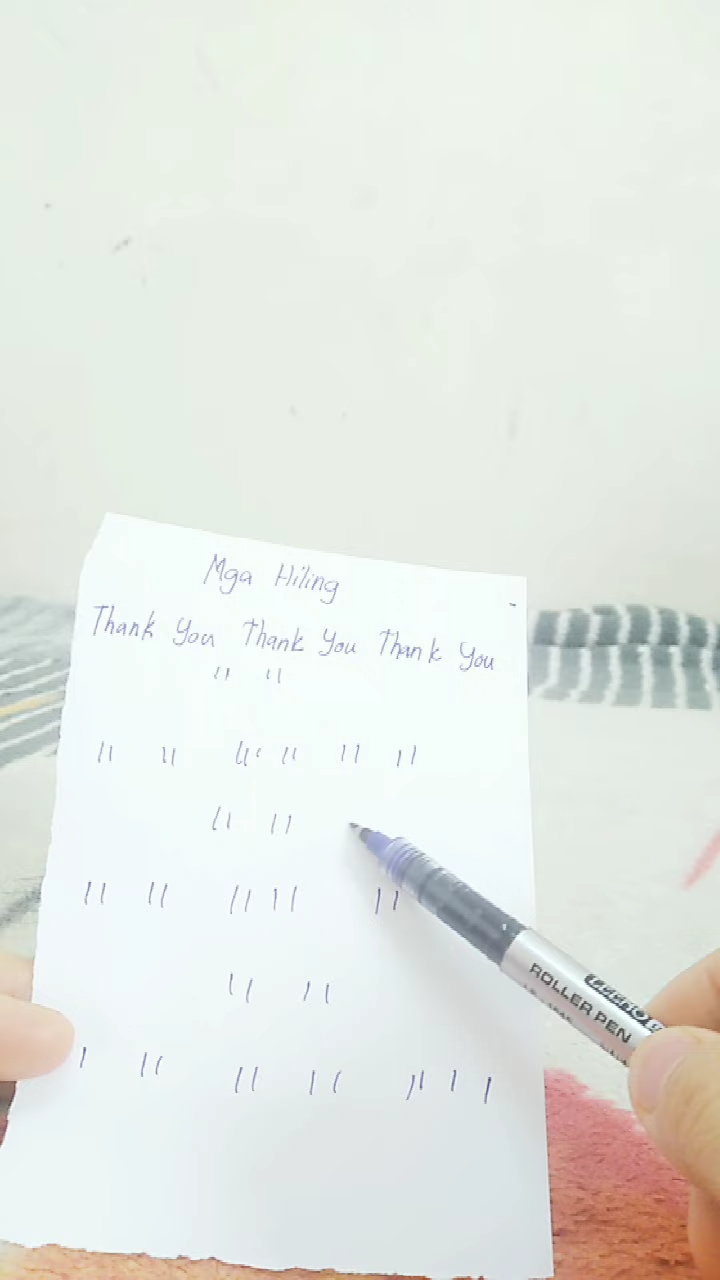 Mga Hiling
Thank You Thank You Thank You
" "
" " " " " "
" "
" " " " "
" "
" " " " " "
ROLLER PEN